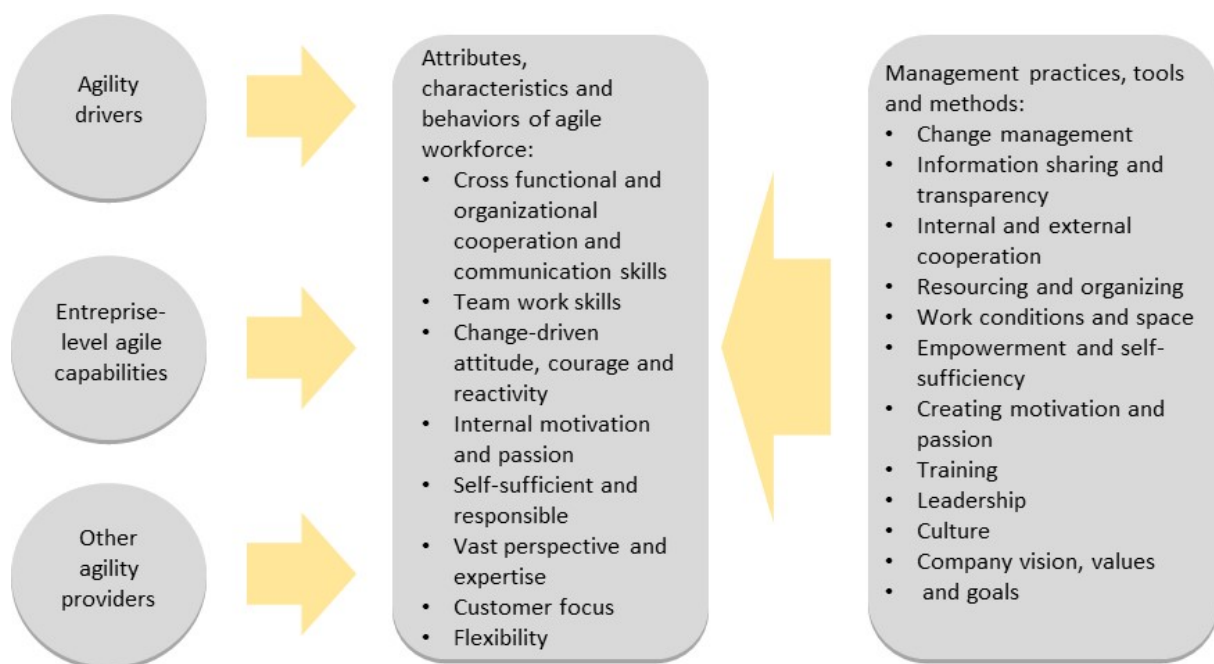 Agility
drivers
Entreprise-
level agile
capabilities
Other
agility
providers
Attributes,
characteristics and
behaviors of agile
workforce:
• Cross functional and
organizational
cooperation and
communication skills
• Team work skills
• Change-driven
attitude, courage and
reactivity
• Internal motivation
and passion
• Self-sufficient and
responsible
• Vast perspective and
expertise
• Customer focus
• Flexibility
Management practices, tools
and methods:
• Change management
• Information sharing and
transparency
• Internal and external
cooperation
• Resourcing and organizing
• Work conditions and space
• Empowerment and self-
sufficiency
• Creating motivation and
passion
• Training
• Leadership
• Culture
• Company vision, values
• and goals